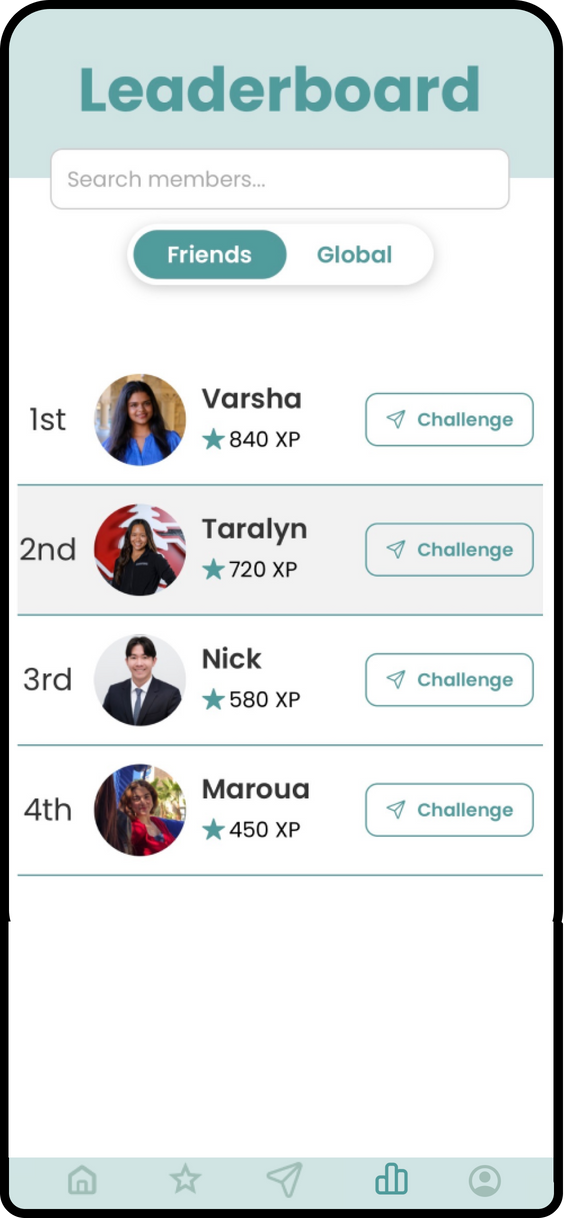 Leaderboard
Search members...
Friends Global
1st
Varsha
840 XP
Challenge
2nd
Taralyn
720 XP
Challenge
3rd
Nick
580 XP
Challenge
4th
Maroua
450 XP
Challenge